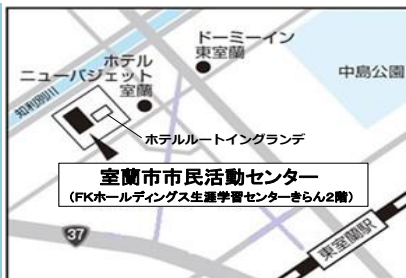 ドーミーイン
東室蘭
ホテル
ニューバジェット
室蘭
中島公園
知利別川
ホテルルートイングランデ
室蘭市市民活動センター
(FKホールディングス生涯学習センターきらん2階)
37
東室蘭駅